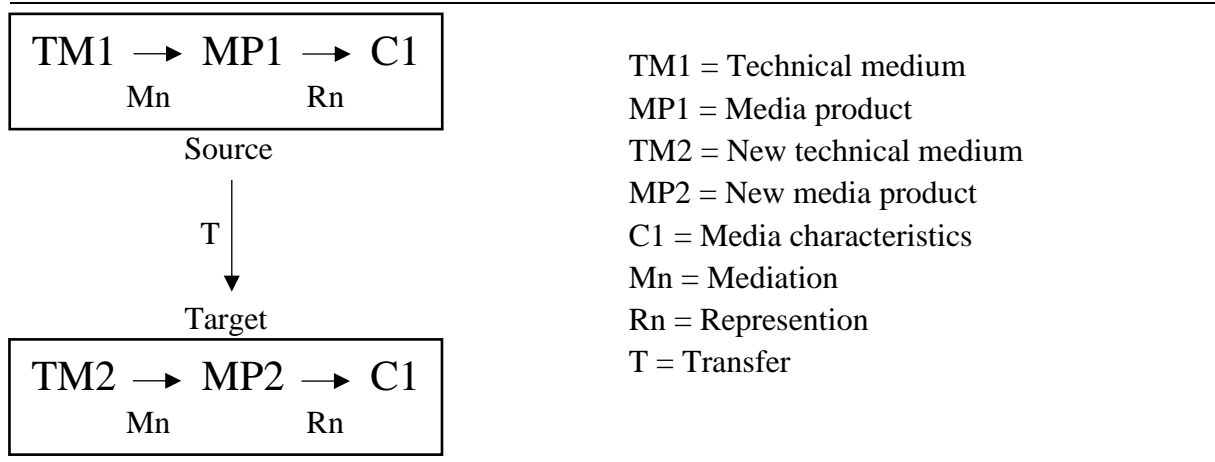 TM1 → MP1 → C1
Mn Rn
Source
T
Target
TM2 → MP2 → C1
Mn Rn
TM1 = Technical medium
MP1 = Media product
TM2 = New technical medium
MP2 = New media product
C1 = Media characteristics
Mn = Mediation
Rn = Represention
T = Transfer